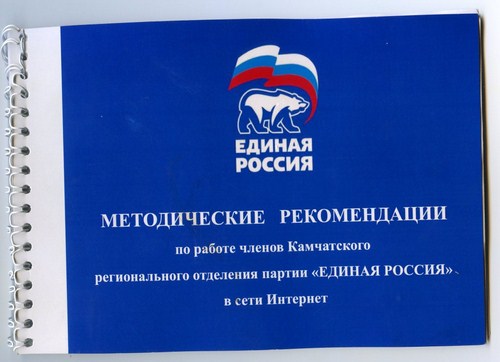 ЕДИНАЯ
РОССИЯ
МЕТОДИЧЕСКИЕ РЕКОМЕНДАЦИИ
по работе членов Камчатского
регионального отделения партии «ЕДИНАЯ РОССИЯ»
в сети Интернет